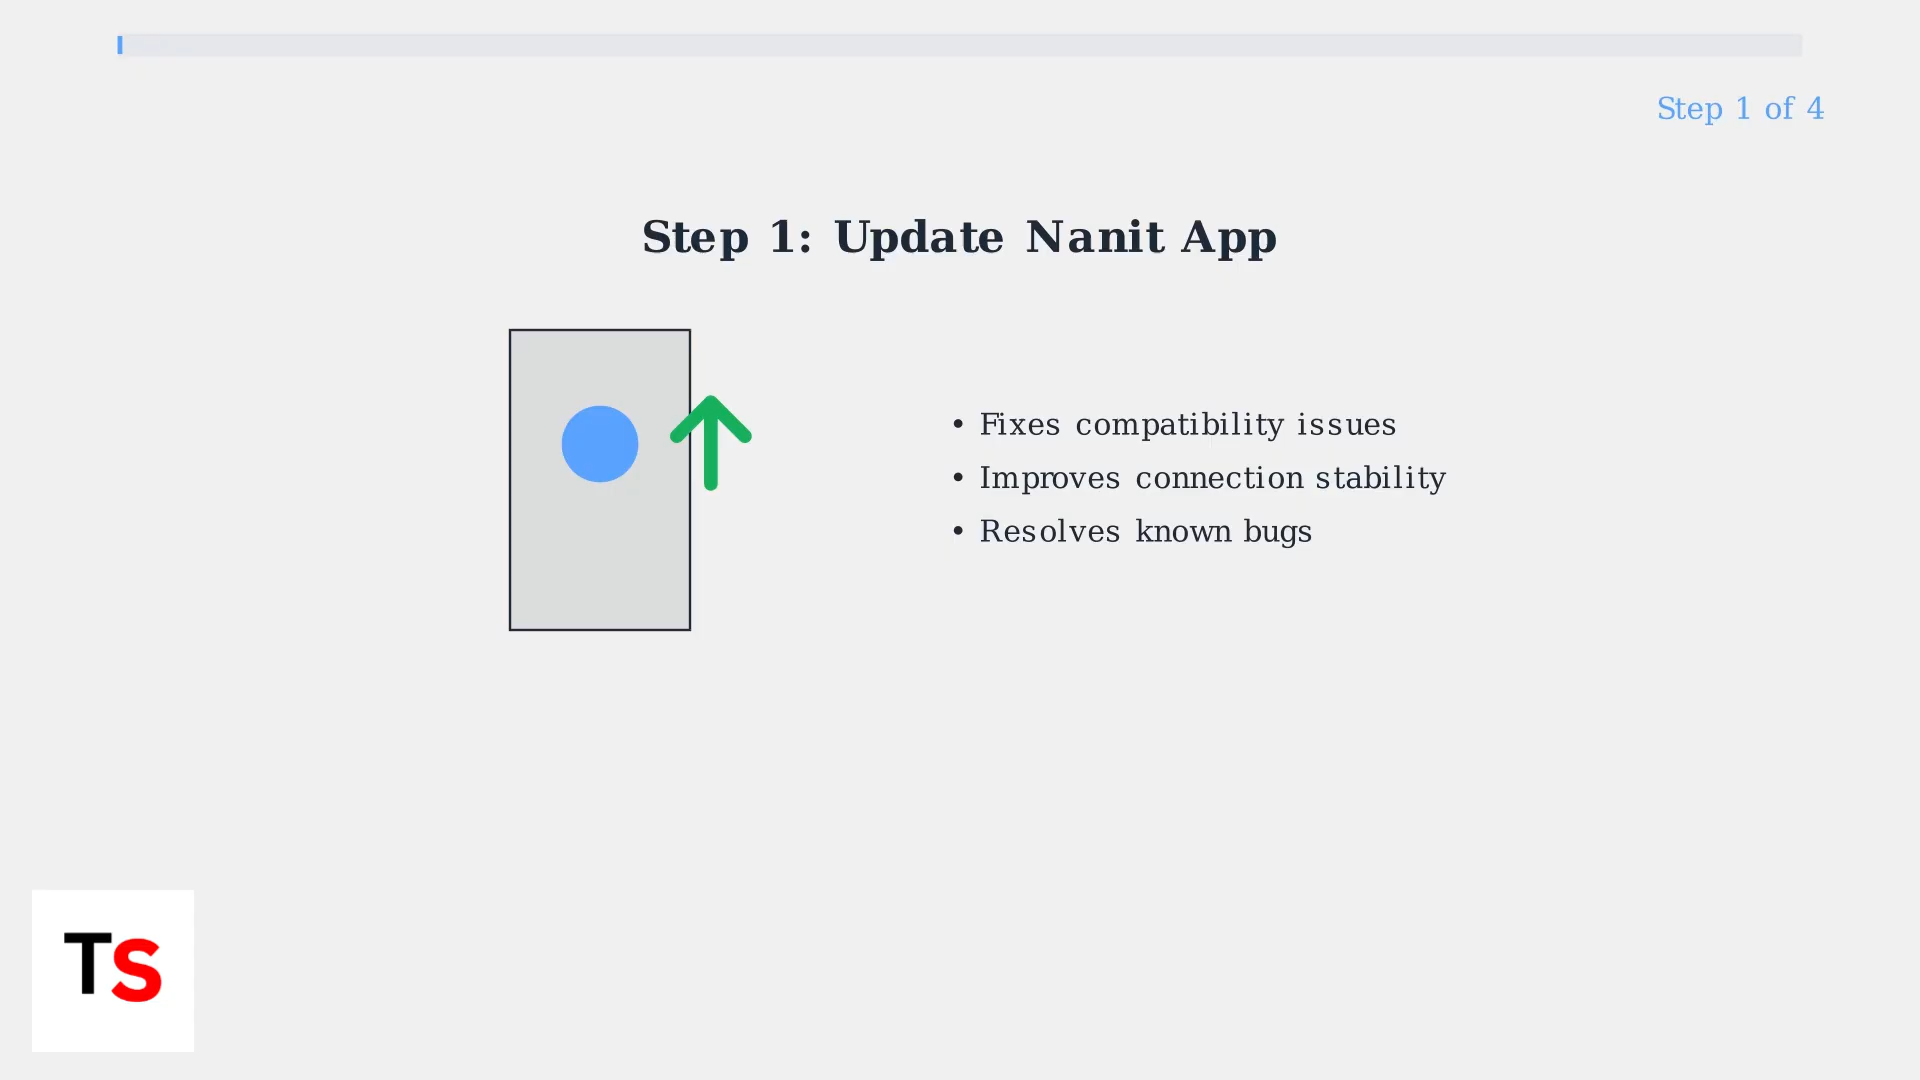 Step 1 of 4
Step 1: Update Nanit App
• Fixes compatibility issues
• Improves connection stability
• Resolves known bugs
TS